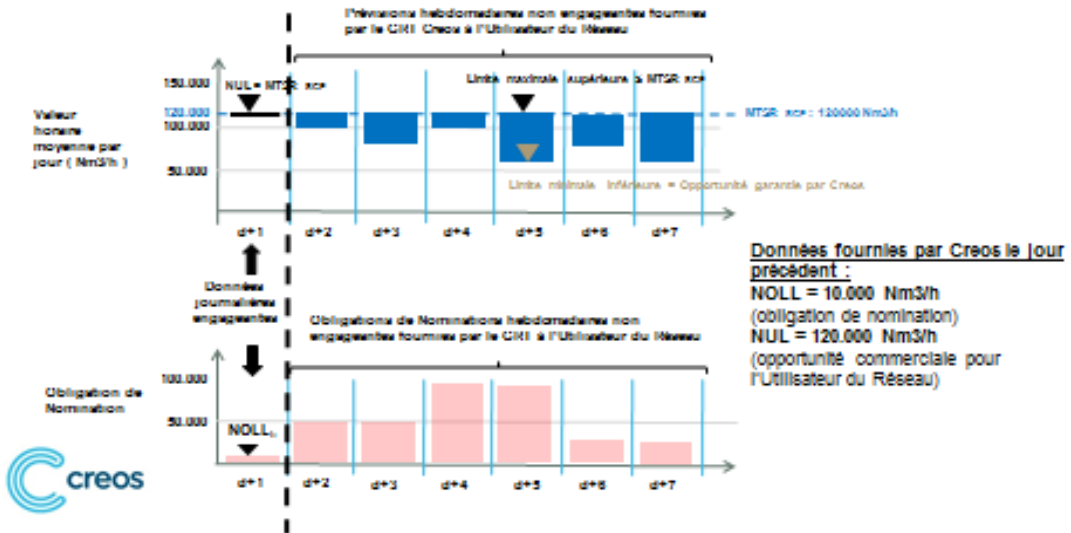 Prévisions hebdomadaires non engageantes fournies
par le GRT Creos à l'Utilisateur du Réseau
150.000
NUL = MTSR RCP
Limite maximale supérieure = MTSR RCP
Valeur
horaire
moyenne par
jour ( Nm3/h )
120.000
100.000
50.000
MTSR RCP : 120000 Nm3/h
Limite minimale Inférieure = Opportunité garantie par Creos
d+1 d+2 d+3 d+4 d+5 d+6 d+7
Données
journalières
engageantes
Obligations de Nominations hebdomadaires non
engageantes fournies par le GRT à l'Utilisateur du Réseau
Données fournies par Creos le jour
précédent :
NOLL = 10.000 Nm3/h
(obligation de nomination)
NUL = 120.000 Nm3/h
(opportunité commerciale pour
l'Utilisateur du Réseau)
Obligation de
Nomination
100.000
50.000
NOLL
d+1 d+2 d+3 d+4 d+5 d+6 d+7
creos